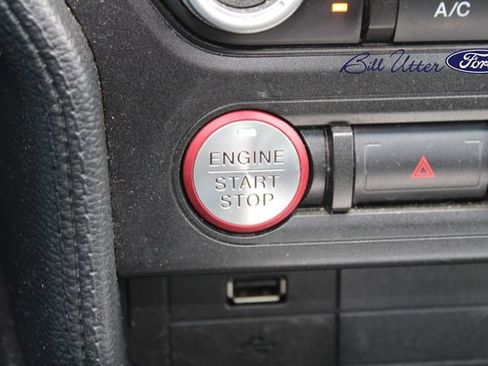 A/C
Bill Utter Ford
ENGINE
START
STOP